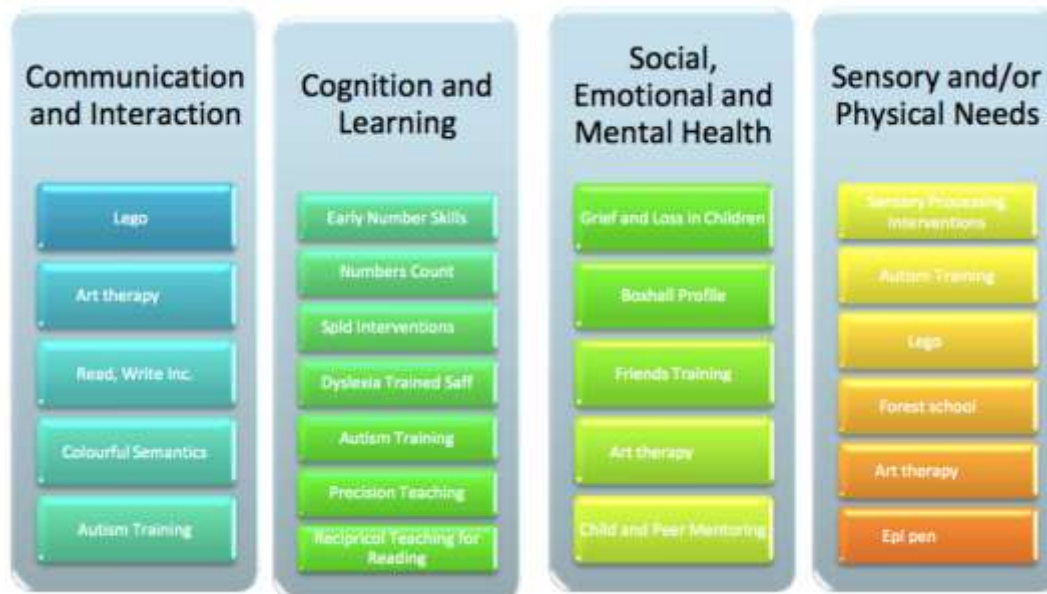 Communication
and Interaction
Lego
Art therapy
Read, Write Inc.
Colourful Semantics
Autism Training
Cognition and
Learning
Early Number Skills
Numbers Count
Spld Interventions
Dyslexia Trained Saff
Autism Training
Precision Teaching
Recipricol Teaching for
Reading
Social,
Emotional and
Mental Health
Grief and Loss in Children
Boxhall Profile
Friends Training
Art therapy
Child and Peer Mentoring
Sensory and/or
Physical Needs
Sensory Processing
Interventions
Autism Training
Lego
Forest school
Art therapy
Epi pen